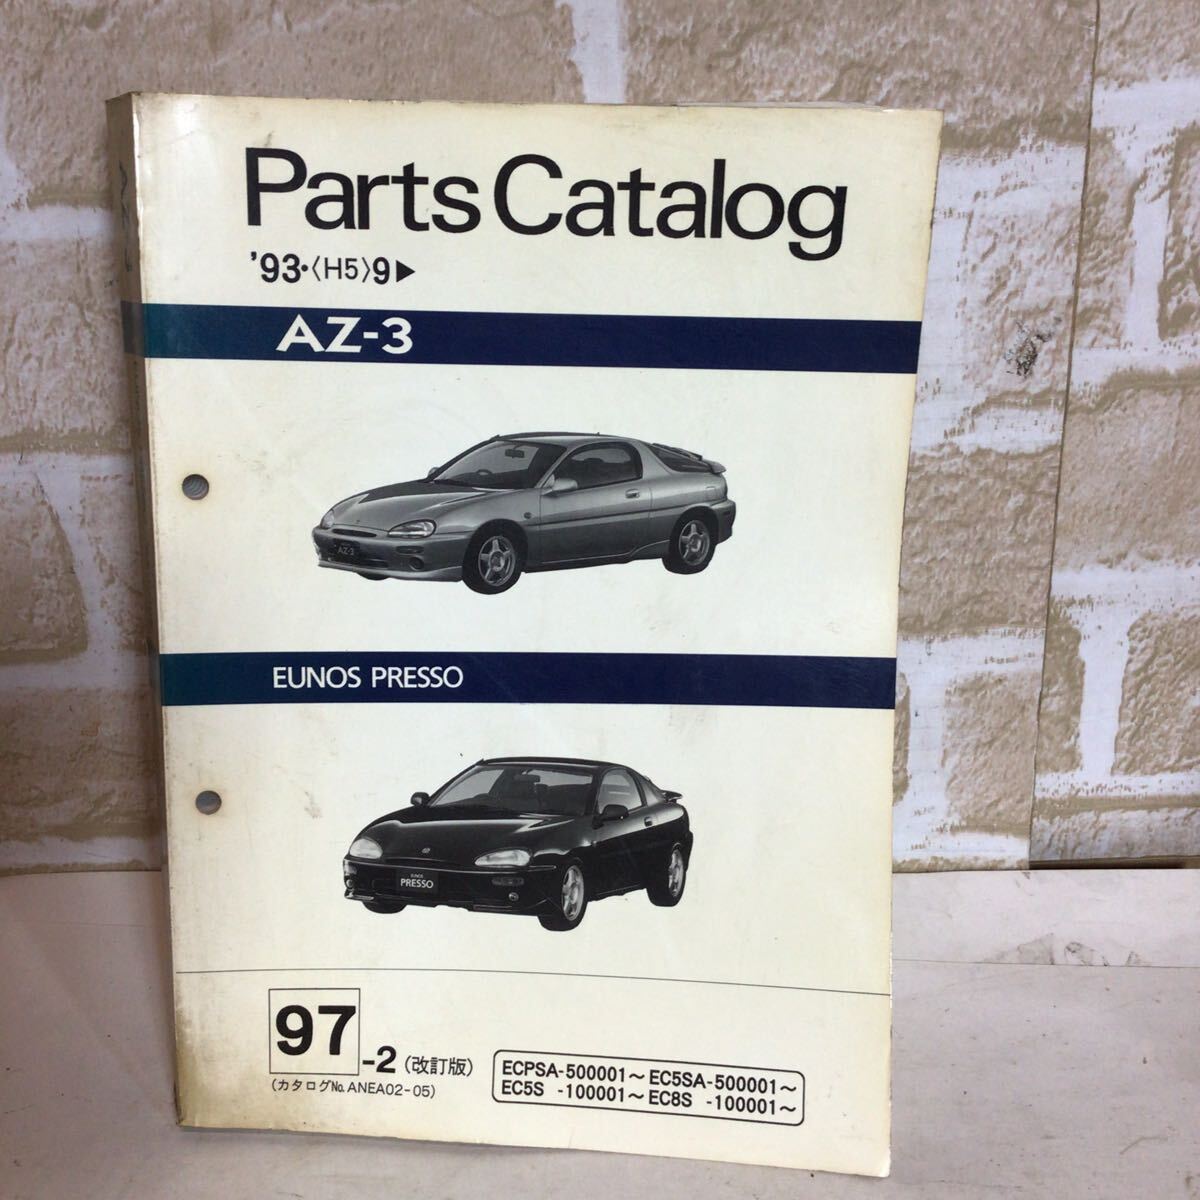 Parts Catalog
'93・〈H5〉9▶
AZ-3
AZ-3
EUNOS PRESSO
EUNOS
PRESSO
97-2 (改訂版)
(カタログNo.ANEA02-05)
ECPSA-500001～ EC5SA-500001～
EC5S -100001～ EC8S -100001～